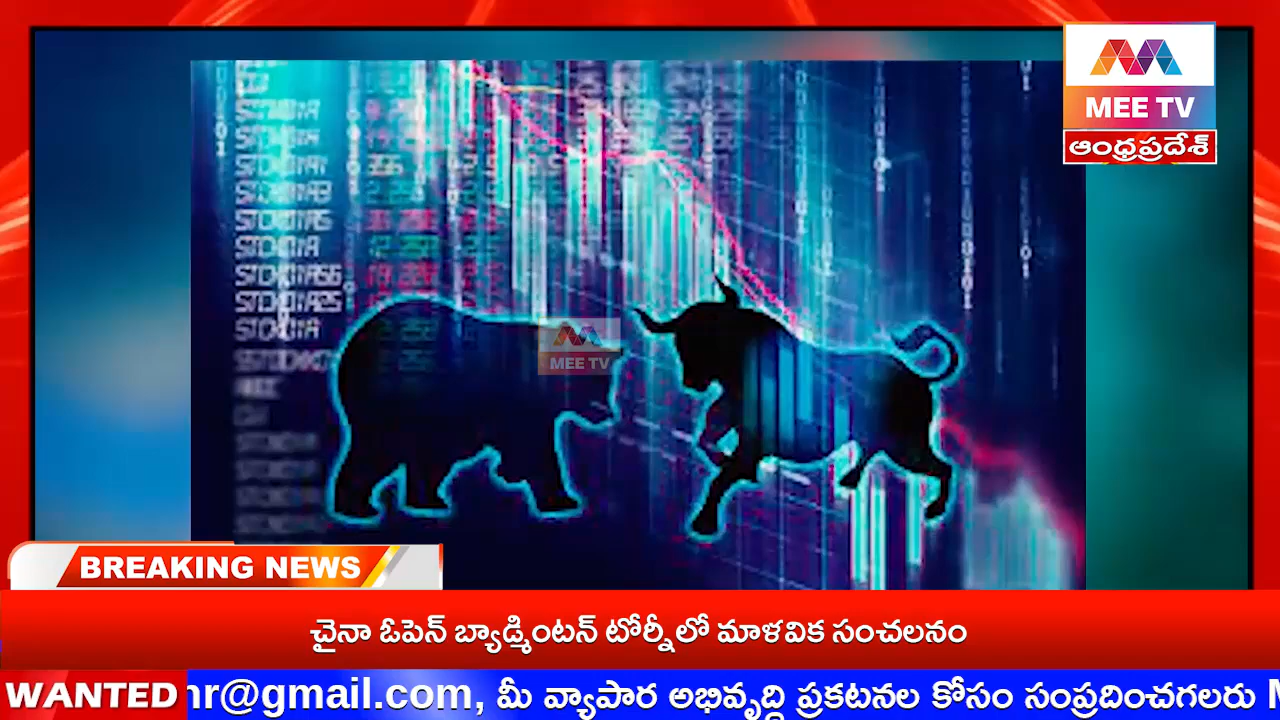 MEE TV
ఆంధ్రప్రదేశ్
MEE TV
BREAKING NEWS
చైనా ఓపెన్ బ్యాడ్మింటన్ టోర్నీలో మాళవిక సంచలనం
WANTED
hr@gmail.com, మీ వ్యాపార అభివృద్ధి ప్రకటనల కోసం సంప్రదించగలరు M